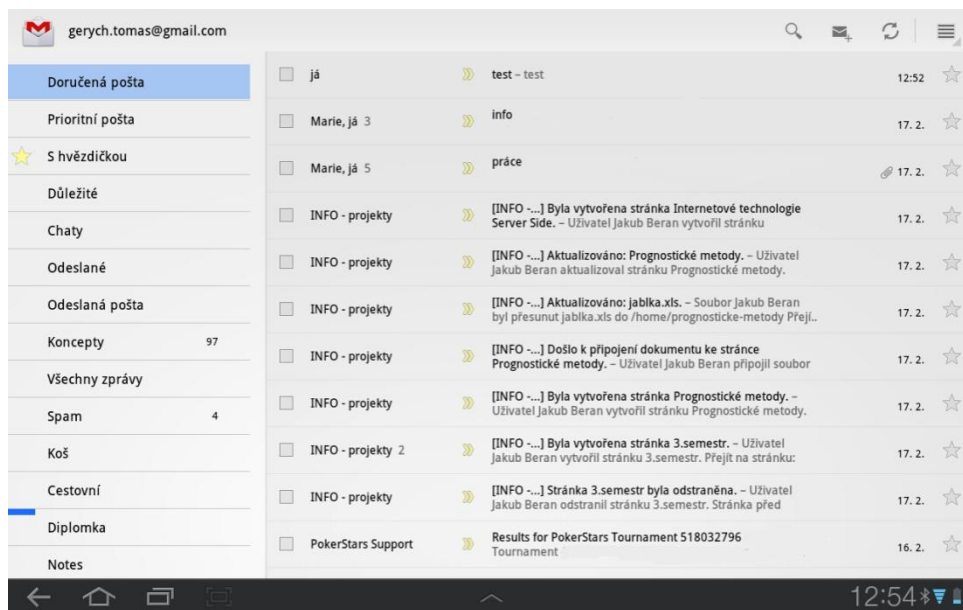 gerych.tomas@gmail.com
Doručená pošta
Prioritní pošta
S hvězdičkou
Důležité
Chaty
Odeslané
Odeslaná pošta
Koncepty 97
Všechny zprávy
Spam 4
Koš
Cestovní
Diplomka
Notes
já test – test 12:52
Marie, já 3 info 17. 2.
Marie, já 5 práce 17. 2.
INFO - projekty [INFO -...] Byla vytvořena stránka Internetové technologie
Server Side. – Uživatel Jakub Beran vytvořil stránku 17. 2.
INFO - projekty [INFO -...] Aktualizováno: Prognostické metody. – Uživatel
Jakub Beran aktualizoval stránku Prognostické metody. 17. 2.
INFO - projekty [INFO -...] Aktualizováno: jablka.xls. – Soubor Jakub Beran
byl přesunut jablka.xls do /home/prognosticke-metody Přejí.. 17. 2.
INFO - projekty [INFO -...] Došlo k připojení dokumentu ke stránce
Prognostické metody. – Uživatel Jakub Beran připojil soubor 17. 2.
INFO - projekty [INFO -...] Byla vytvořena stránka Prognostické metody. –
Uživatel Jakub Beran vytvořil stránku Prognostické metody. 17. 2.
INFO - projekty 2 [INFO -...] Byla vytvořena stránka 3.semestr. – Uživatel
Jakub Beran vytvořil stránku 3.semestr. Přejít na stránku: 17. 2.
INFO - projekty [INFO -...] Stránka 3.semestr byla odstraněna. – Uživatel
Jakub Beran odstranil stránku 3.semestr. Stránka před 17. 2.
PokerStars Support Results for PokerStars Tournament 518032796
Tournament 16. 2.
12:54